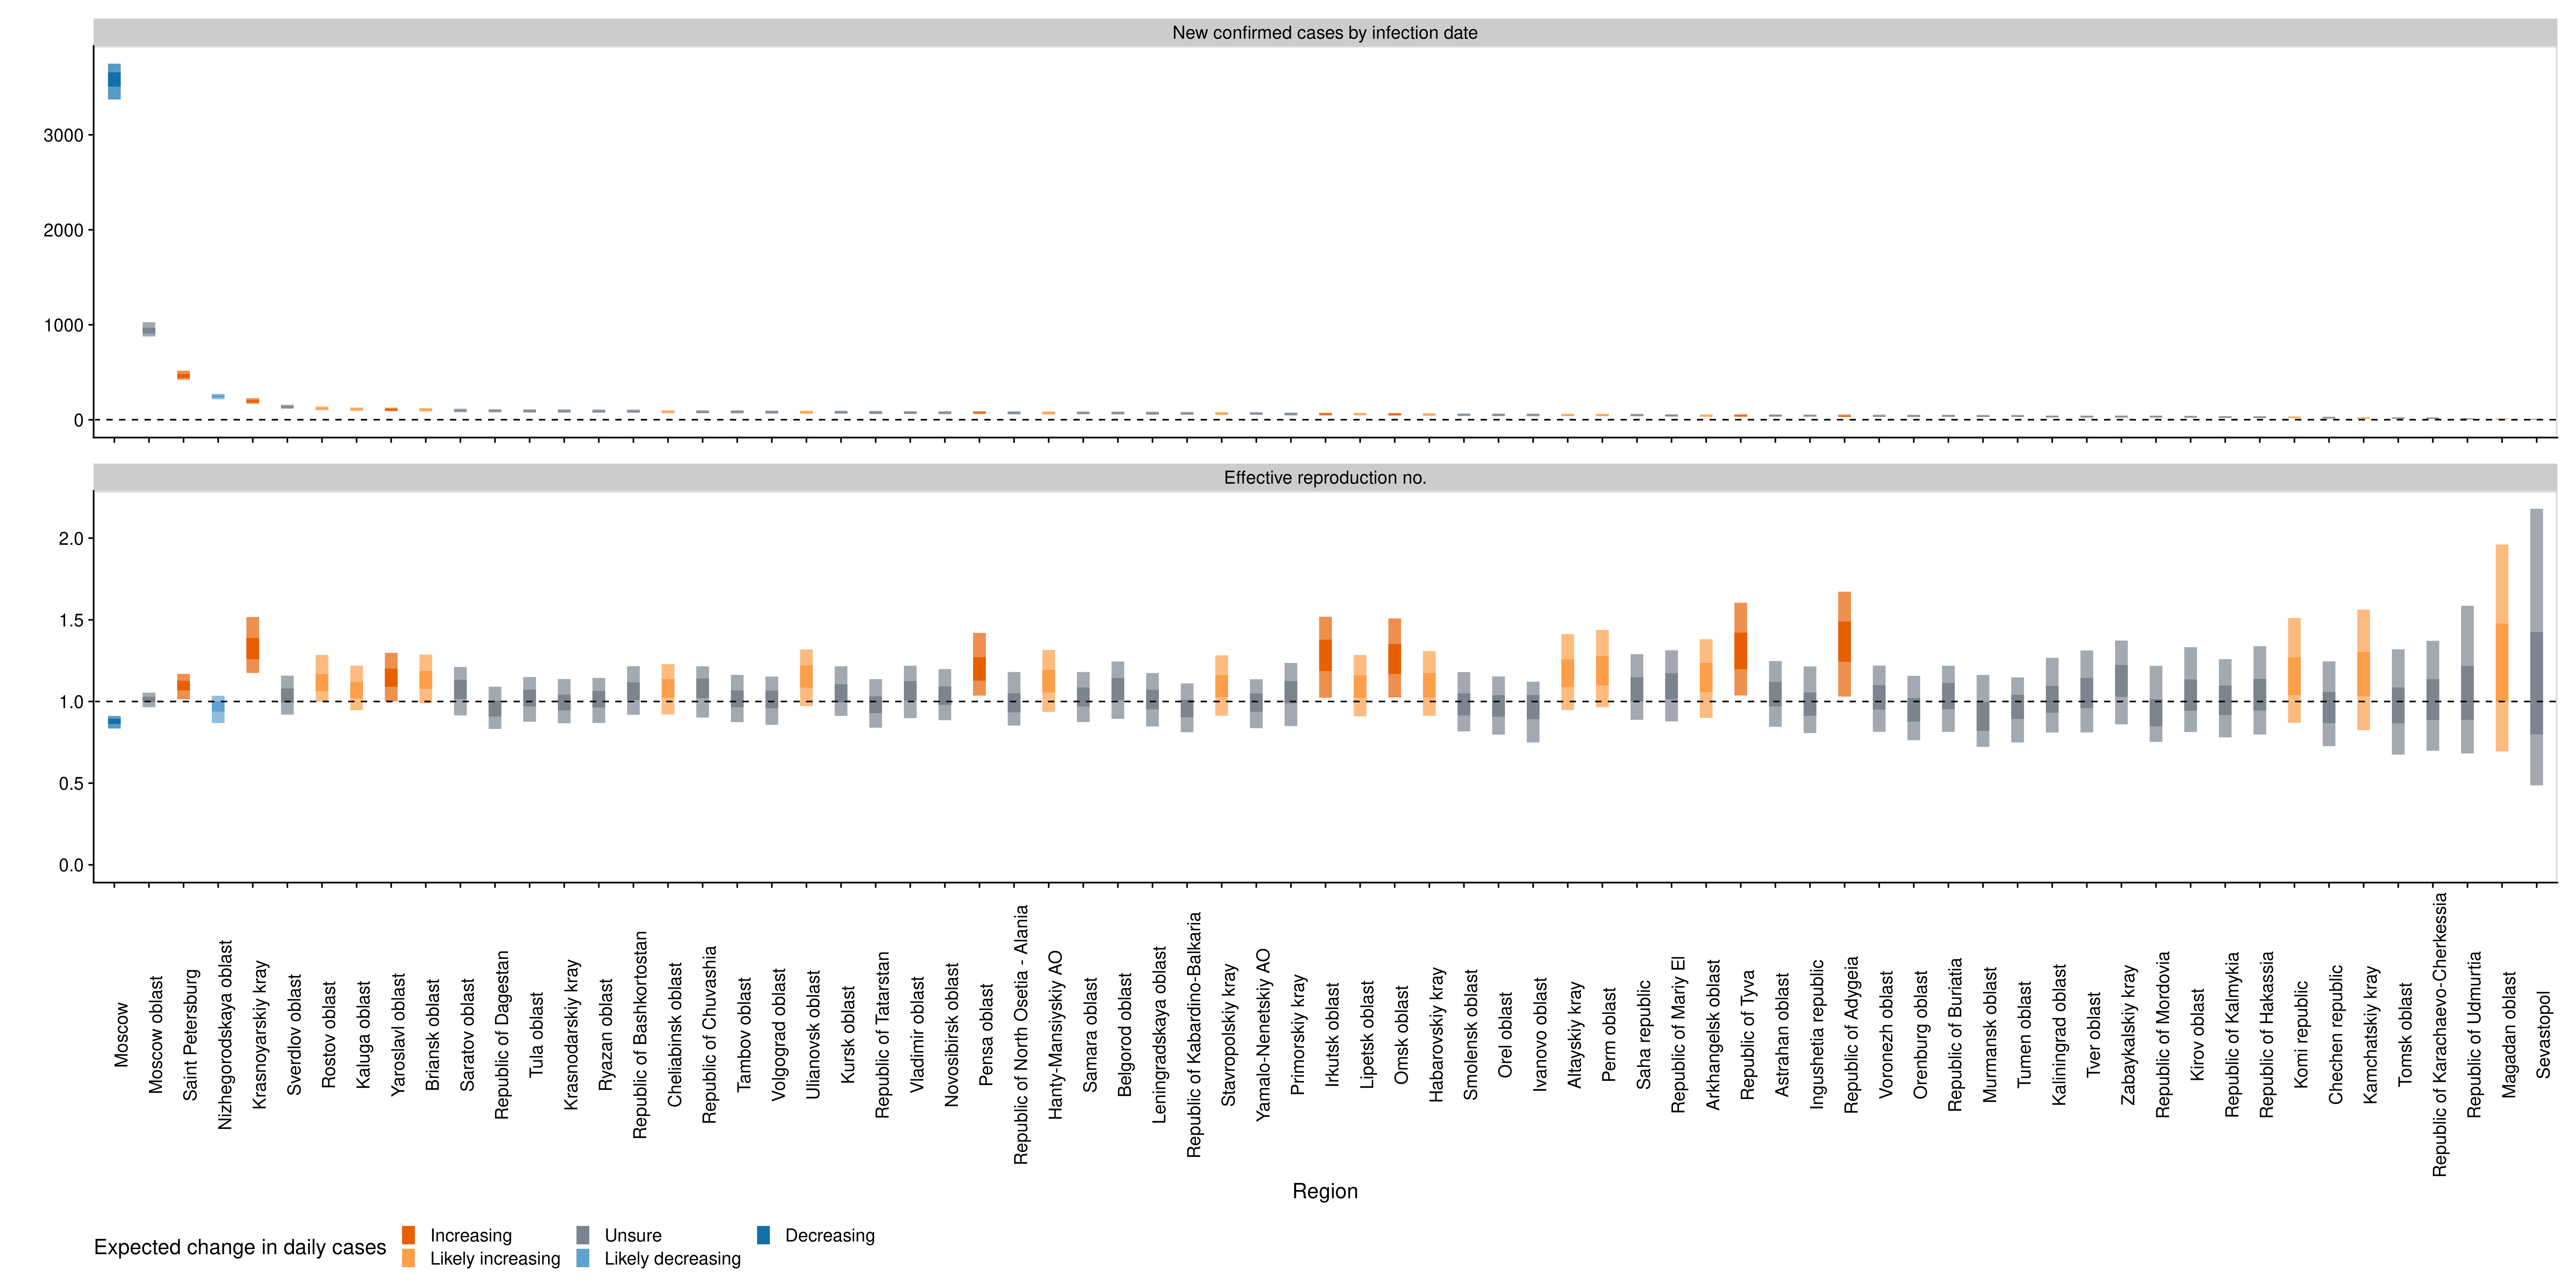 New confirmed cases by infection date
3000
2000
1000
0
Effective reproduction no.
2.0
1.5
1.0
0.5
0.0
Moscow
Moscow oblast
Saint Petersburg
Nizhegorodskaya oblast
Krasnoyarskiy kray
Sverdlov oblast
Rostov oblast
Kaluga oblast
Yaroslavl oblast
Briansk oblast
Saratov oblast
Republic of Dagestan
Tula oblast
Krasnodarskiy kray
Ryazan oblast
Republic of Bashkortostan
Cheliabinsk oblast
Republic of Chuvashia
Tambov oblast
Volgograd oblast
Ulianovsk oblast
Kursk oblast
Republic of Tatarstan
Vladimir oblast
Novosibirsk oblast
Pensa oblast
Republic of North Osetia - Alania
Hanty-Mansiyskiy AO
Samara oblast
Belgorod oblast
Leningradskaya oblast
Republic of Kabardino-Balkaria
Stavropolskiy kray
Yamalo-Nenetskiy AO
Primorskiy kray
Irkutsk oblast
Lipetsk oblast
Omsk oblast
Habarovskiy kray
Smolensk oblast
Orel oblast
Ivanovo oblast
Altayskiy kray
Perm oblast
Saha republic
Republic of Mariy El
Arkhangelsk oblast
Republic of Tyva
Astrahan oblast
Ingushetia republic
Republic of Adygeia
Voronezh oblast
Orenburg oblast
Republic of Buriatia
Murmansk oblast
Tumen oblast
Kaliningrad oblast
Tver oblast
Zabaykalskiy kray
Republic of Mordovia
Kirov oblast
Republic of Kalmykia
Republic of Hakassia
Komi republic
Chechen republic
Kamchatskiy kray
Tomsk oblast
Republic of Karachaevo-Cherkessia
Republic of Udmurtia
Magadan oblast
Sevastopol
Region
Expected change in daily cases
Increasing
Likely increasing
Unsure
Likely decreasing
Decreasing